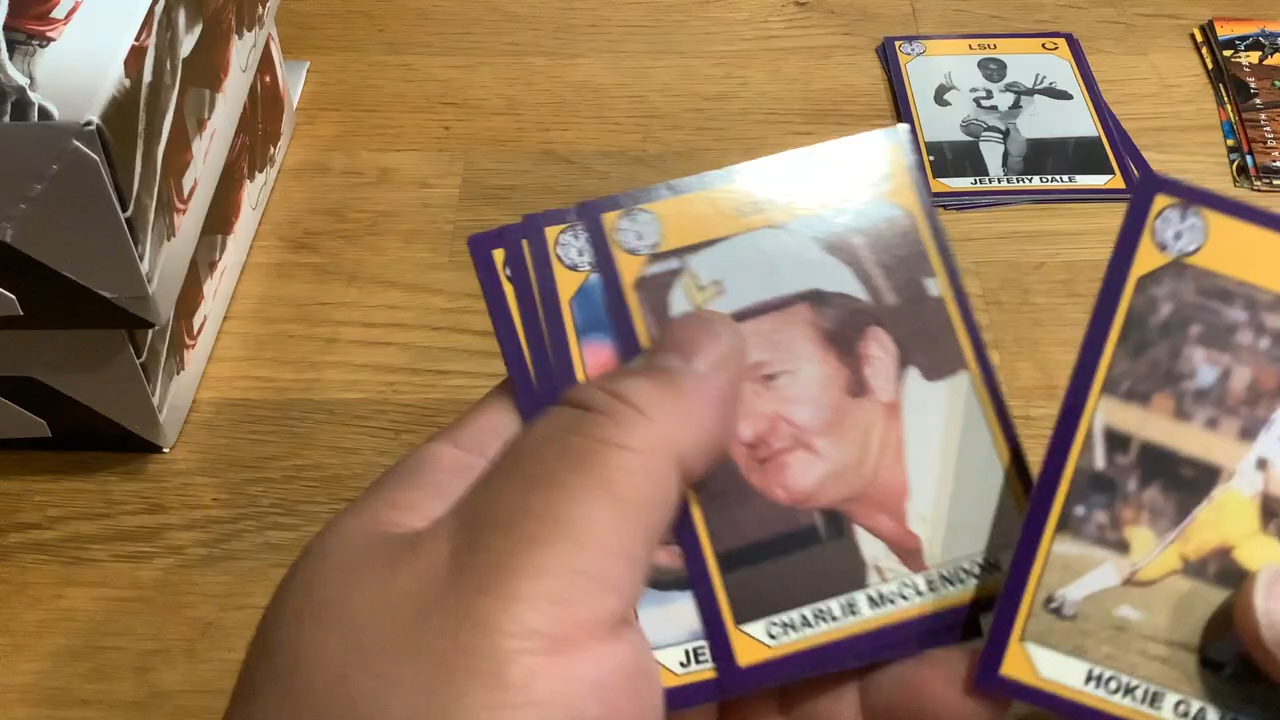 LSU
JEFFERY DALE
A DEATH IN THE
CHARLIE McCLENDON
JE
HOKIE GA